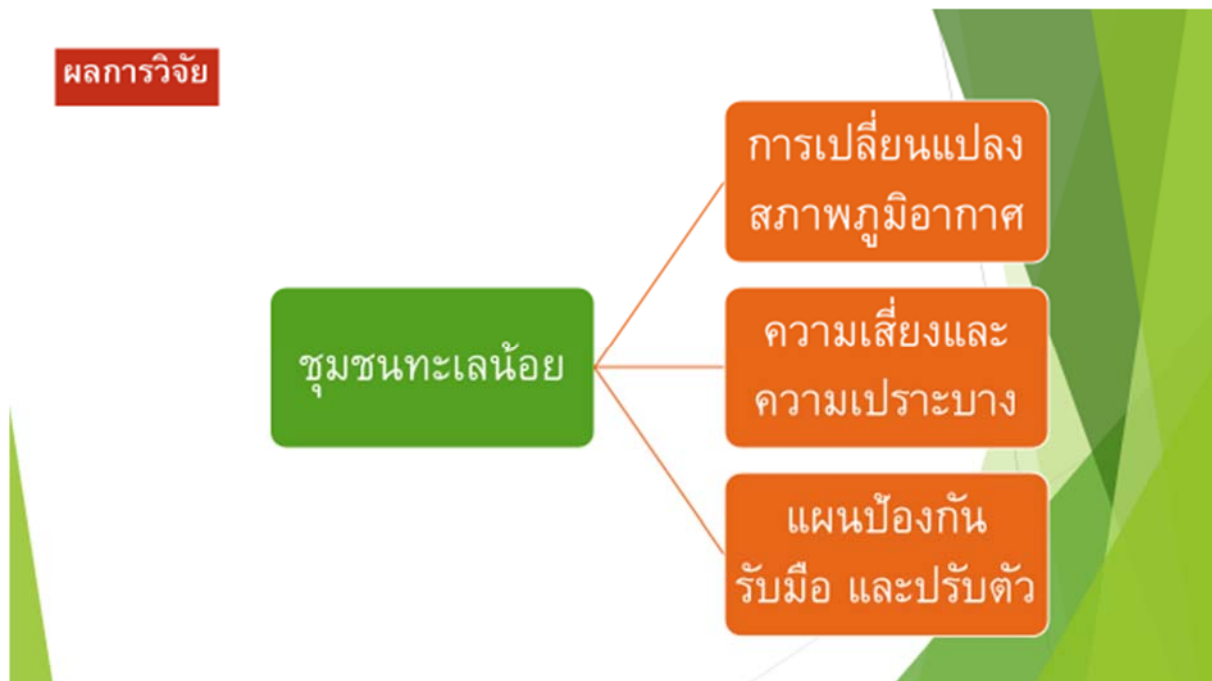 ผลการวิจัย
ชุมชนทะเลน้อย
การเปลี่ยนแปลง
สภาพภูมิอากาศ
ความเสี่ยงและ
ความเปราะบาง
แผนป้องกัน
รับมือ และปรับตัว